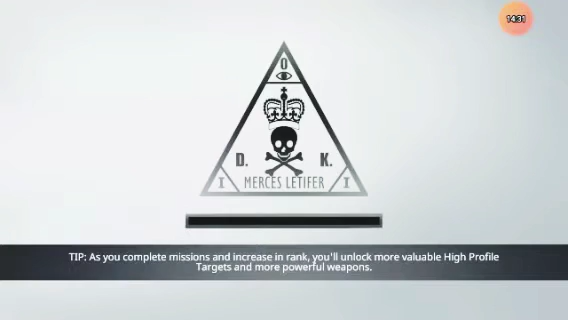 14:31
O
D. K.
I MERCES LETIFER I
TIP: As you complete missions and increase in rank, you'll unlock more valuable High Profile
Targets and more powerful weapons.